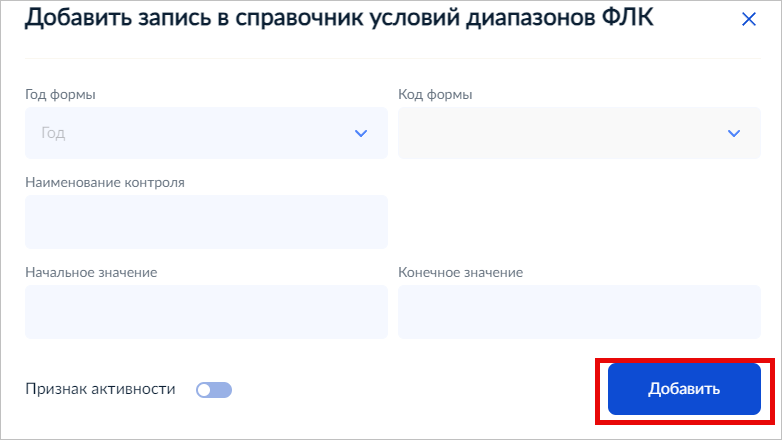 Добавить запись в справочник условий диапазонов ФЛК
Год формы
Код формы
Год
Наименование контроля
Начальное значение
Конечное значение
Признак активности
Добавить